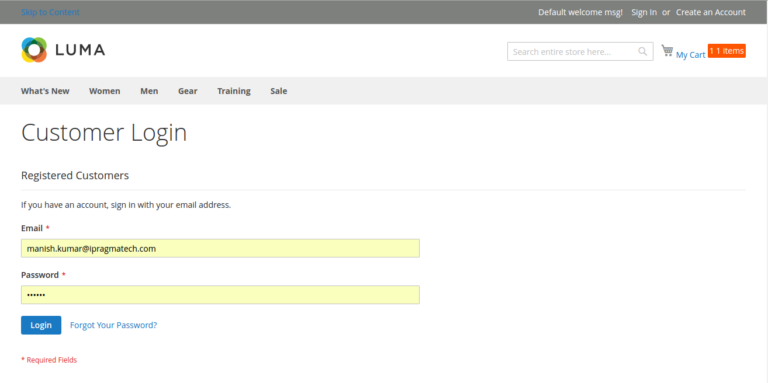 Skip to Content Default welcome msg! Sign In or Create an Account
LUMA Search entire store here... My Cart 1 1 items
What's New Women Men Gear Training Sale
Customer Login
Registered Customers
If you have an account, sign in with your email address.
Email *
manish.kumar@ipragmatech.com
Password *
••••••
Login Forgot Your Password?
* Required Fields